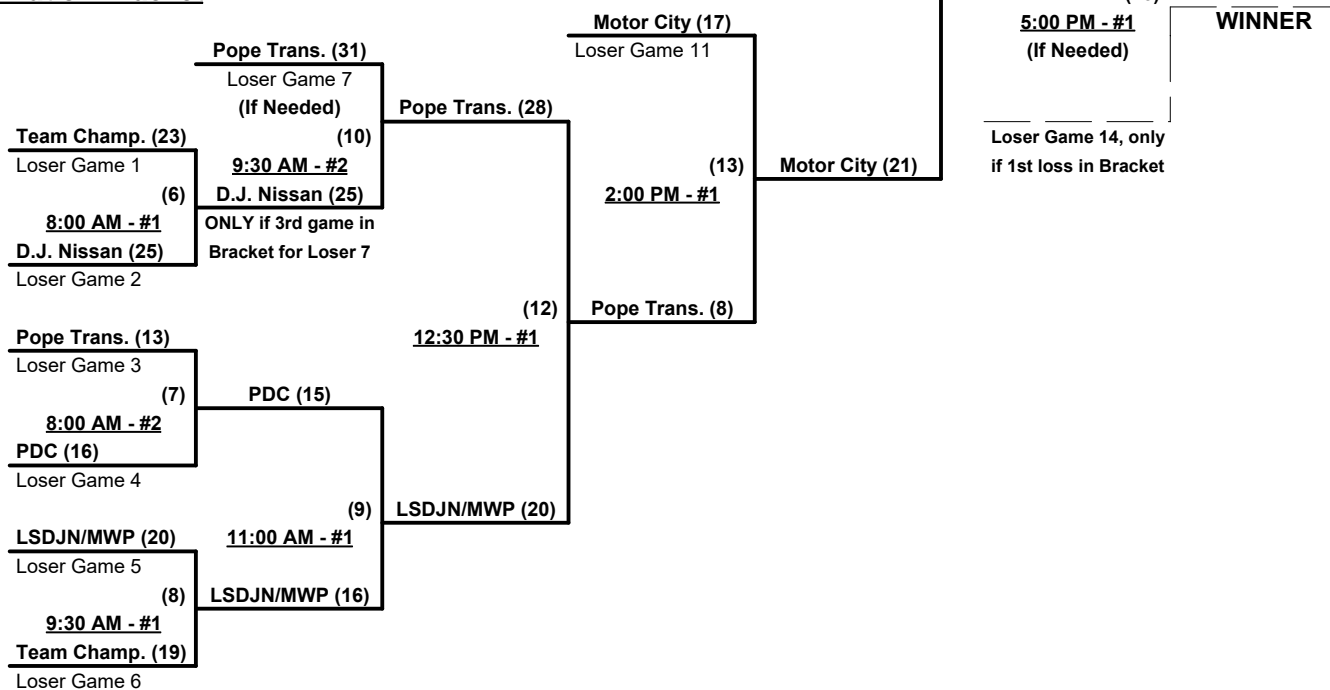 Motor City (17)
5:00 PM - #1
WINNER
Pope Trans. (31)
Loser Game 11
(If Needed)
Loser Game 7
(If Needed)
Pope Trans. (28)
Team Champ. (23)
(10)
Loser Game 14, only
Loser Game 1
9:30 AM - #2
(13)
Motor City (21)
if 1st loss in Bracket
(6)
D.J. Nissan (25)
2:00 PM - #1
8:00 AM - #1
ONLY if 3rd game in
D.J. Nissan (25)
Bracket for Loser 7
Loser Game 2
(12)
Pope Trans. (8)
Pope Trans. (13)
12:30 PM - #1
Loser Game 3
(7)
PDC (15)
8:00 AM - #2
PDC (16)
Loser Game 4
(9)
LSDJN/MWP (20)
LSDJN/MWP (20)
11:00 AM - #1
Loser Game 5
(8)
LSDJN/MWP (16)
9:30 AM - #1
Team Champ. (19)
Loser Game 6